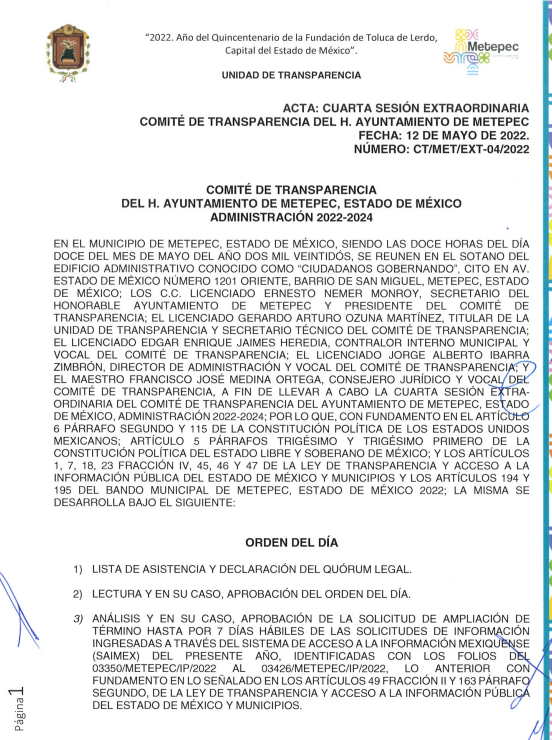 “2022. Año del Quincentenario de la Fundación de Toluca de Lerdo,
Capital del Estado de México”.
Metepec
UNIDAD DE TRANSPARENCIA
ACTA: CUARTA SESIÓN EXTRAORDINARIA
COMITÉ DE TRANSPARENCIA DEL H. AYUNTAMIENTO DE METEPEC
FECHA: 12 DE MAYO DE 2022.
NÚMERO: CT/MET/EXT-04/2022
COMITÉ DE TRANSPARENCIA
DEL H. AYUNTAMIENTO DE METEPEC, ESTADO DE MÉXICO
ADMINISTRACIÓN 2022-2024
EN EL MUNICIPIO DE METEPEC, ESTADO DE MÉXICO, SIENDO LAS DOCE HORAS DEL DÍA
DOCE DEL MES DE MAYO DEL AÑO DOS MIL VEINTIDÓS, SE REUNEN EN EL SOTANO DEL
EDIFICIO ADMINISTRATIVO CONOCIDO COMO “CIUDADANOS GOBERNANDO”, CITO EN AV.
ESTADO DE MÉXICO NÚMERO 1201 ORIENTE, BARRIO DE SAN MIGUEL, METEPEC, ESTADO
DE MÉXICO; LOS C.C. LICENCIADO ERNESTO NEMER MONROY, SECRETARIO DEL
HONORABLE AYUNTAMIENTO DE METEPEC Y PRESIDENTE DEL COMITÉ DE
TRANSPARENCIA; EL LICENCIADO GERARDO ARTURO OZUNA MARTÍNEZ, TITULAR DE LA
UNIDAD DE TRANSPARENCIA Y SECRETARIO TÉCNICO DEL COMITÉ DE TRANSPARENCIA;
EL LICENCIADO EDGAR ENRIQUE JAIMES HEREDIA, CONTRALOR INTERNO MUNICIPAL Y
VOCAL DEL COMITÉ DE TRANSPARENCIA; EL LICENCIADO JORGE ALBERTO IBARRA
ZIMBRÓN, DIRECTOR DE ADMINISTRACIÓN Y VOCAL DEL COMITÉ DE TRANSPARENCIA; Y
EL MAESTRO FRANCISCO JOSÉ MEDINA ORTEGA, CONSEJERO JURÍDICO Y VOCAL DEL
COMITÉ DE TRANSPARENCIA, A FIN DE LLEVAR A CABO LA CUARTA SESIÓN EXTRA-
ORDINARIA DEL COMITÉ DE TRANSPARENCIA DEL AYUNTAMIENTO DE METEPEC, ESTADO
DE MÉXICO, ADMINISTRACIÓN 2022-2024; POR LO QUE, CON FUNDAMENTO EN EL ARTÍCULO
6 PÁRRAFO SEGUNDO Y 115 DE LA CONSTITUCIÓN POLÍTICA DE LOS ESTADOS UNIDOS
MEXICANOS; ARTÍCULO 5 PÁRRAFOS TRIGÉSIMO Y TRIGÉSIMO PRIMERO DE LA
CONSTITUCIÓN POLÍTICA DEL ESTADO LIBRE Y SOBERANO DE MÉXICO; Y LOS ARTÍCULOS
1, 7, 18, 23 FRACCIÓN IV, 45, 46 Y 47 DE LA LEY DE TRANSPARENCIA Y ACCESO A LA
INFORMACIÓN PÚBLICA DEL ESTADO DE MÉXICO Y MUNICIPIOS Y LOS ARTÍCULOS 194 Y
195 DEL BANDO MUNICIPAL DE METEPEC, ESTADO DE MÉXICO 2022; LA MISMA SE
DESARROLLA BAJO EL SIGUIENTE:
ORDEN DEL DÍA
1) LISTA DE ASISTENCIA Y DECLARACIÓN DEL QUÓRUM LEGAL.
2) LECTURA Y EN SU CASO, APROBACIÓN DEL ORDEN DEL DÍA.
3) ANÁLISIS Y EN SU CASO, APROBACIÓN DE LA SOLICITUD DE AMPLIACIÓN DE
TÉRMINO HASTA POR 7 DÍAS HÁBILES DE LAS SOLICITUDES DE INFORMACIÓN
INGRESADAS A TRAVÉS DEL SISTEMA DE ACCESO A LA INFORMACIÓN MEXIQUENSE
(SAIMEX) DEL PRESENTE AÑO, IDENTIFICADAS CON LOS FOLIOS DEL
03350/METEPEC/IP/2022 AL 03426/METEPEC/IP/2022, LO ANTERIOR CON
FUNDAMENTO EN LO SEÑALADO EN LOS ARTÍCULOS 49 FRACCIÓN II Y 163 PÁRRAFO
SEGUNDO, DE LA LEY DE TRANSPARENCIA Y ACCESO A LA INFORMACIÓN PÚBLICA
DEL ESTADO DE MÉXICO Y MUNICIPIOS.
Página 1